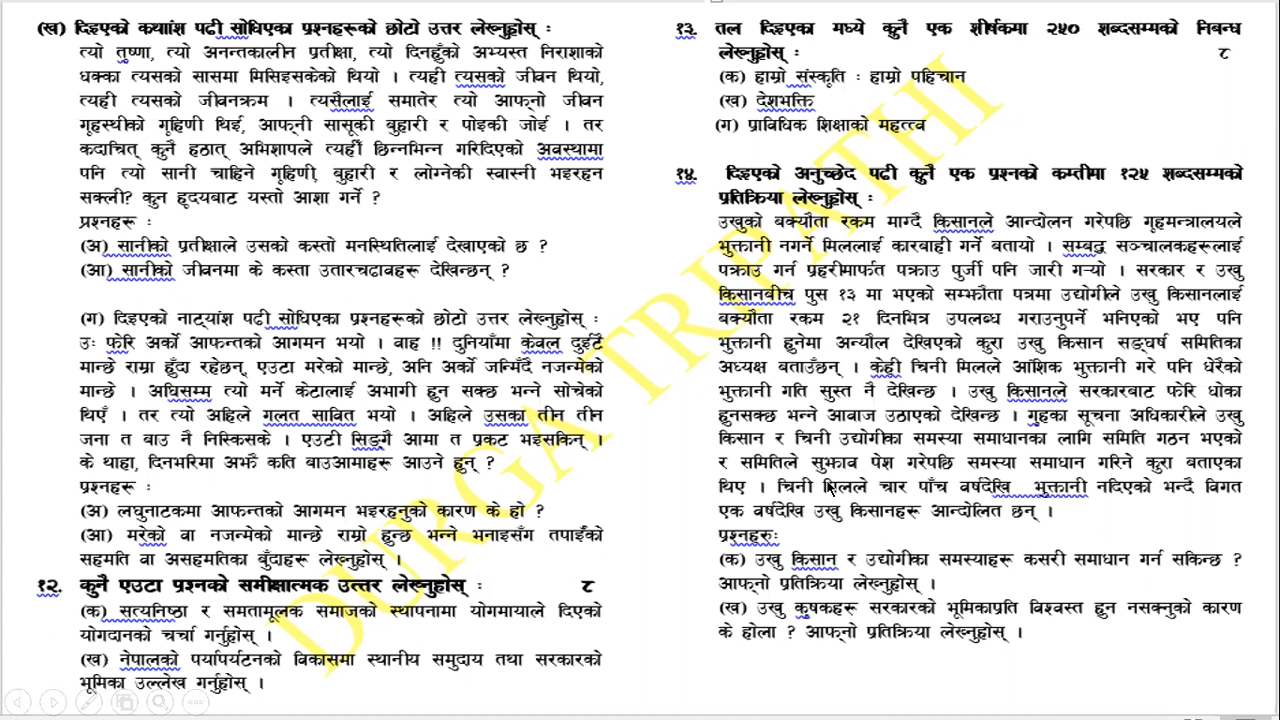 (ख) दिइएको कथांश पढी सोधिएका प्रश्नहरूको छोटो उत्तर लेख्नुहोस् :
त्यो तृष्णा, त्यो अनन्तकालीन प्रतीक्षा, त्यो दिनहुँको अभ्यस्त निराशाको
धक्का त्यसको सासमा मिसिइसकेको थियो । त्यही त्यसको जीवन थियो,
त्यही त्यसको जीवनक्रम । त्यसैलाई समातेर त्यो आफ्नो जीवन
गृहस्थीको गृहिणी थिई, आफ्नी सासूकी बुहारी र पोइकी जोई । तर
कदाचित् कुनै हठात् अभिशापले त्यहीँ छिन्नभिन्न गरिदिएको अवस्थामा
पनि त्यो सानी चाहिने गृहिणी, बुहारी र लोग्नेकी स्वास्नी भइरहन
सक्ली? कुन हृदयबाट यस्तो आशा गर्ने ?
प्रश्नहरू :
(अ) सानीको प्रतीक्षाले उसको कस्तो मनस्थितिलाई देखाएको छ ?
(आ) सानीको जीवनमा के कस्ता उतारचढावहरू देखिन्छन् ?
(ग) दिइएको नाट्यांश पढी सोधिएका प्रश्नहरूको छोटो उत्तर लेख्नुहोस् :
उः फेरि अर्को आफन्तको आगमन भयो । वाह !! दुनियाँमा केवल दुईटै
मान्छे राम्रा हुँदा रहेछन्, एउटा मरेको मान्छे, अनि अर्को जन्मिँदै नजन्मेको
मान्छे । अघिसम्म त्यो मर्ने केटालाई अभागी हुन सक्छ भन्ने सोचेको
थिएँ । तर त्यो अहिले गलत साबित भयो । अहिले उसका तीन तीन
जना त बाउ नै निस्किसके । एउटी सिङ्गै आमा त प्रकट भइसकिन् ।
के थाहा, दिनभरिमा अझै कति बाउआमाहरू आउने हुन् ?
प्रश्नहरू :
(अ) लघुनाटकमा आफन्तको आगमन भइरहनुको कारण के हो ?
(आ) मरेको वा नजन्मेको मान्छे राम्रो हुन्छ भन्ने भनाइसँग तपाईंको
सहमति वा असहमतिका बुँदाहरू लेख्नुहोस् ।
१२. कुनै एउटा प्रश्नको समीक्षात्मक उत्तर लेख्नुहोस् : ८
(क) सत्यनिष्ठा र समतामूलक समाजको स्थापनामा योगमायाले दिएको
योगदानको चर्चा गर्नुहोस् ।
(ख) नेपालको पर्यापर्यटनको विकासमा स्थानीय समुदाय तथा सरकारको
भूमिका उल्लेख गर्नुहोस् ।
१३. तल दिइएका मध्ये कुनै एक शीर्षकमा २५० शब्दसम्मको निबन्ध
लेख्नुहोस् : ८
(क) हाम्रो संस्कृति : हाम्रो पहिचान
(ख) देशभक्ति
(ग) प्राविधिक शिक्षाको महत्त्व
१४. दिइएको अनुच्छेद पढी कुनै एक प्रश्नको कम्तीमा १२५ शब्दसम्मको
प्रतिक्रिया लेख्नुहोस् :
उखुको बक्यौता रकम माग्दै किसानले आन्दोलन गरेपछि गृहमन्त्रालयले
भुक्तानी नगर्ने मिललाई कारबाही गर्ने बतायो । सम्बद्ध सञ्चालकहरूलाई
पक्राउ गर्न प्रहरीमार्फत पक्राउ पुर्जी पनि जारी गऱ्यो । सरकार र उखु
किसानबीच पुस १३ मा भएको सम्झौता पत्रमा उद्योगीले उखु किसानलाई
बक्यौता रकम २१ दिनभित्र उपलब्ध गराउनुपर्ने भनिएको भए पनि
भुक्तानी हुनेमा अन्यौल देखिएको कुरा उखु किसान सङ्घर्ष समितिका
अध्यक्ष बताउँछन् । केही चिनी मिलले आंशिक भुक्तानी गरे पनि धेरैको
भुक्तानी गति सुस्त नै देखिन्छ । उखु किसानले सरकारबाट फेरि धोका
हुनसक्छ भन्ने आवाज उठाएको देखिन्छ । गृहका सूचना अधिकारीले उखु
किसान र चिनी उद्योगीका समस्या समाधानका लागि समिति गठन भएको
र समितिले सुझाव पेश गरेपछि समस्या समाधान गरिने कुरा बताएका
थिए । चिनी मिलले चार पाँच वर्षदेखि भुक्तानी नदिएको भन्दै विगत
एक वर्षदेखि उखु किसानहरू आन्दोलित छन् ।
प्रश्नहरुः
(क) उखु किसान र उद्योगीका समस्याहरू कसरी समाधान गर्न सकिन्छ ?
आफ्नो प्रतिक्रिया लेख्नुहोस् ।
(ख) उखु कृषकहरू सरकारको भूमिकाप्रति विश्वस्त हुन नसक्नुको कारण
के होला ? आफ्नो प्रतिक्रिया लेख्नुहोस् ।
DURGA TRIPATHI